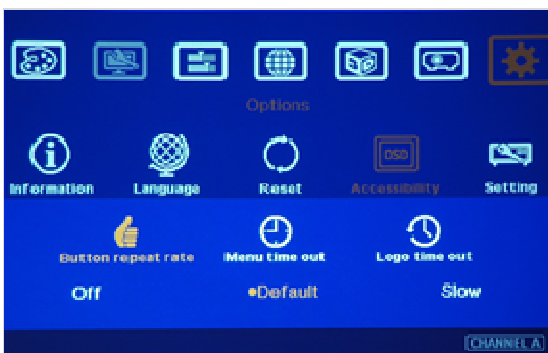 Options
OSD
Information Language Reset Accessibility Setting
Button repeat rate Menu time out Logo time out
Off •Default Slow
CHANNEL A